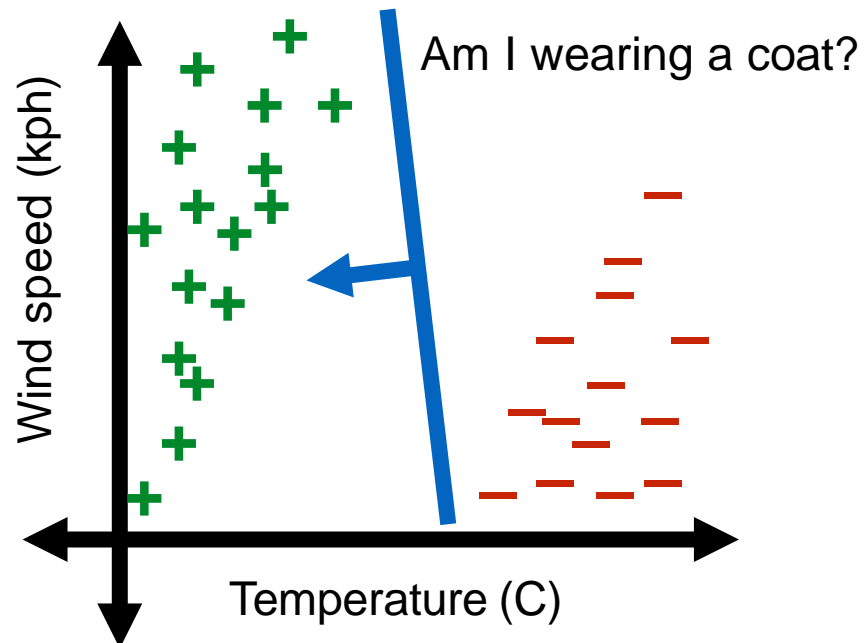 Am I wearing a coat?
Wind speed (kph)
Temperature (C)